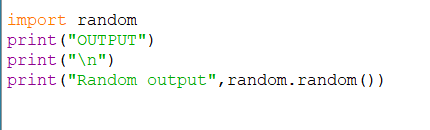 import random
print("OUTPUT")
print("\n")
print("Random output",random.random())